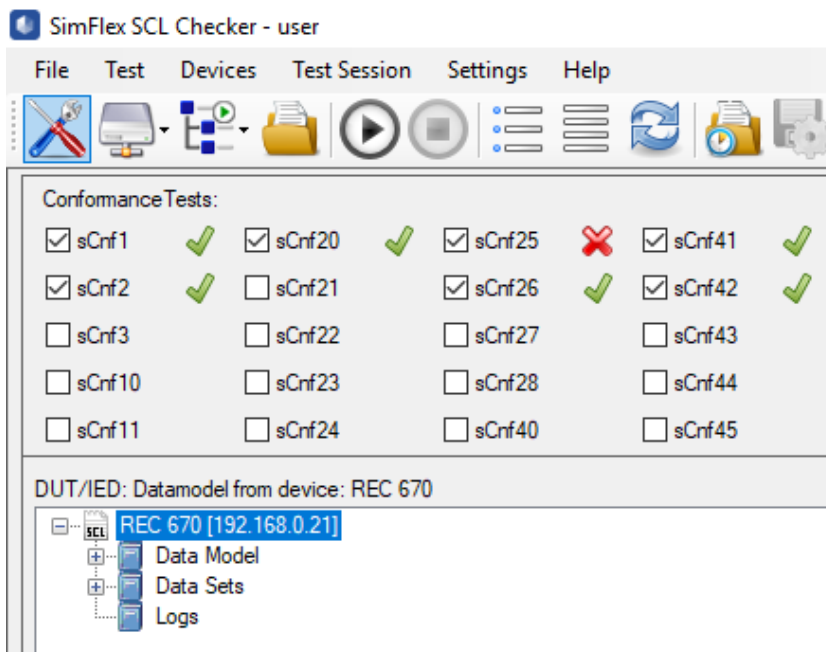 SimFlex SCL Checker - user
File Test Devices Test Session Settings Help
ConformanceTests:
sCnf1 sCnf20 sCnf25 sCnf41
sCnf2 sCnf21 sCnf26 sCnf42
sCnf3 sCnf22 sCnf27 sCnf43
sCnf10 sCnf23 sCnf28 sCnf44
sCnf11 sCnf24 sCnf40 sCnf45
DUT/IED: Datamodel from device: REC 670
SCL REC 670 [192.168.0.21]
Data Model
Data Sets
Logs